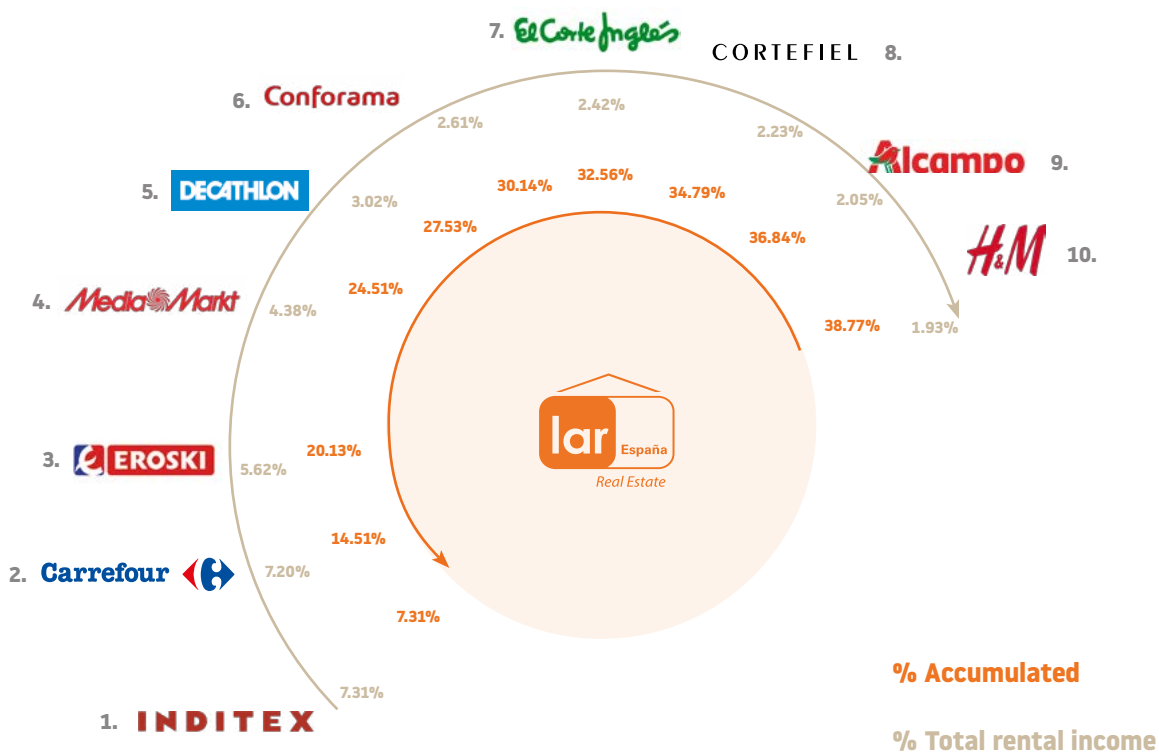 7. El Corte Inglés
CORTEFIEL 8.
6. Conforama
2.61%
2.42%
2.23%
Alcampo 9.
5. DECATHLON
3.02%
30.14%
32.56%
34.79%
2.05%
27.53%
36.84%
H&M 10.
4. Media Markt
4.38%
24.51%
38.77%
1.93%
lar
España
Real Estate
3. EROSKI
5.62%
20.13%
14.51%
2. Carrefour
7.20%
7.31%
% Accumulated
7.31%
1. INDITEX
% Total rental income